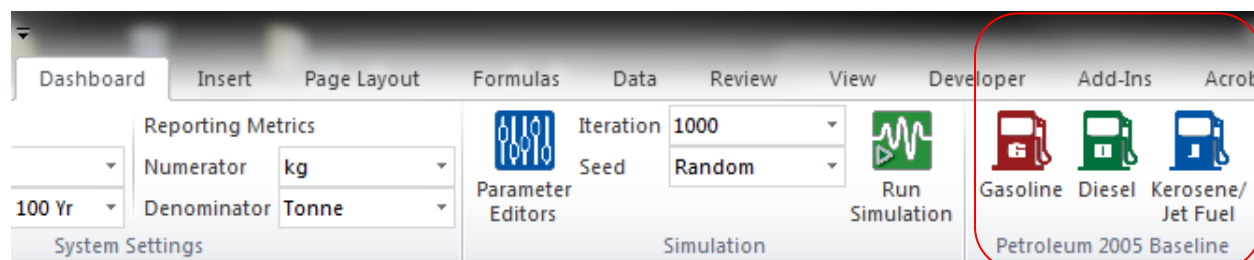 Dashboard Insert Page Layout Formulas Data Review View Developer Add-Ins Acrob
Reporting Metrics
Numerator kg
100 Yr Denominator Tonne
System Settings
Parameter
Editors
Iteration 1000
Seed Random
Run
Simulation
Simulation
G D J
Gasoline Diesel Kerosene/
Jet Fuel
Petroleum 2005 Baseline